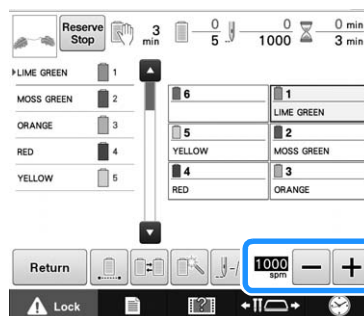 Reserve
Stop
3
min
0
5
0
1000
0 min
3 min
LIME GREEN 1
MOSS GREEN 2
ORANGE 3
RED 4
YELLOW 5
6
1
LIME GREEN
5
YELLOW
2
MOSS GREEN
4
RED
3
ORANGE
Return
1000
spm
− +
Lock
?